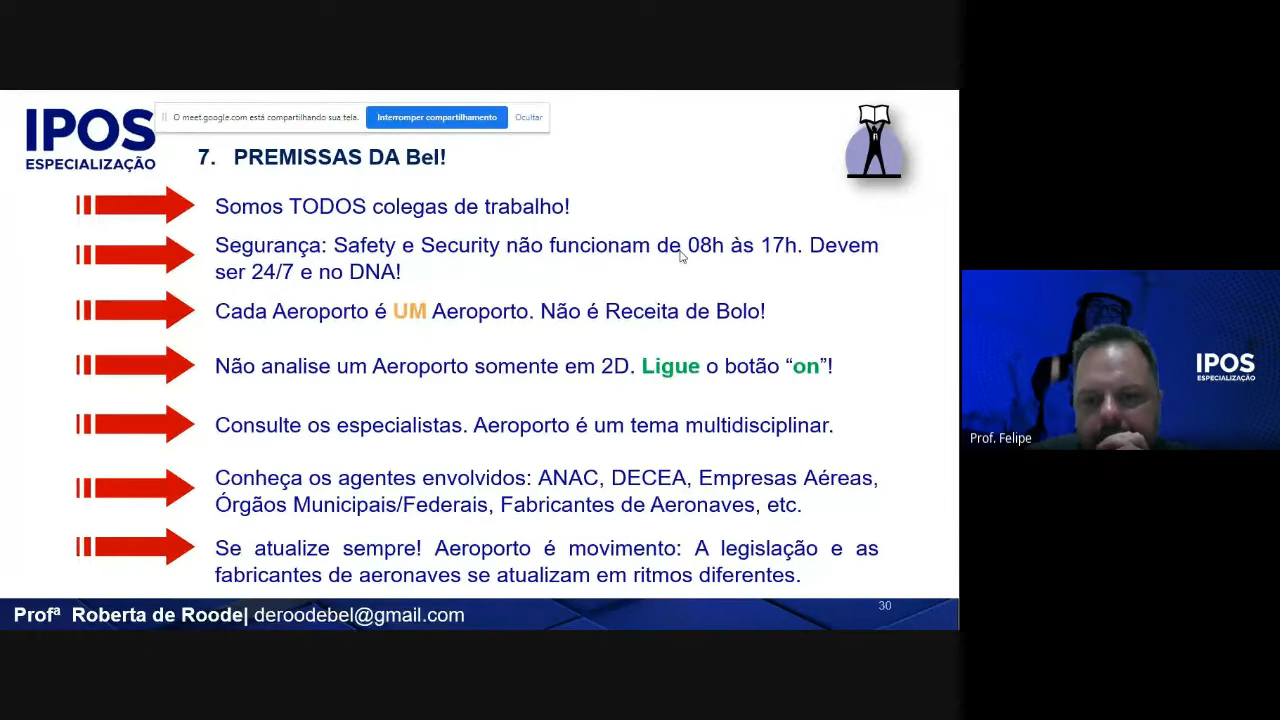 IPOS
ESPECIALIZAÇÃO
O meet.google.com está compartilhando sua tela.
Interromper compartilhamento
Ocultar
7. PREMISSAS DA Bel!
Somos TODOS colegas de trabalho!
Segurança: Safety e Security não funcionam de 08h às 17h. Devem
ser 24/7 e no DNA!
Cada Aeroporto é UM Aeroporto. Não é Receita de Bolo!
Não analise um Aeroporto somente em 2D. Ligue o botão “on”!
Consulte os especialistas. Aeroporto é um tema multidisciplinar.
Conheça os agentes envolvidos: ANAC, DECEA, Empresas Aéreas,
Órgãos Municipais/Federais, Fabricantes de Aeronaves, etc.
Se atualize sempre! Aeroporto é movimento: A legislação e as
fabricantes de aeronaves se atualizam em ritmos diferentes.
Profª Roberta de Roode| deroodebel@gmail.com
30
IPOS
ESPECIALIZAÇÃO
Prof. Felipe